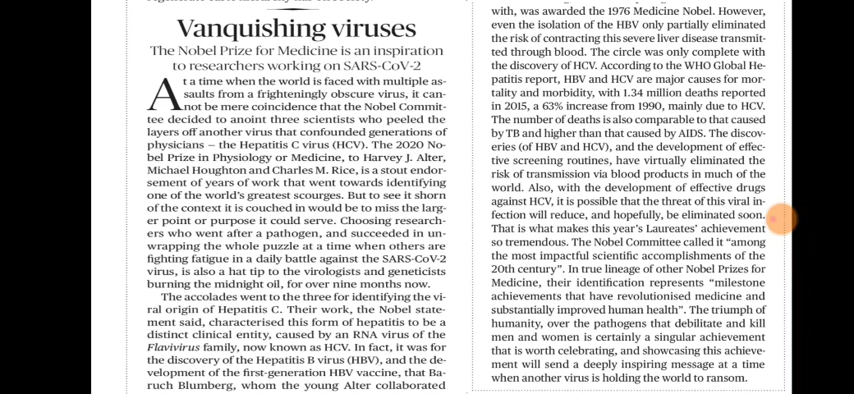 Vanquishing viruses
The Nobel Prize for Medicine is an inspiration
to researchers working on SARS-COV-2
At a time when the world is faced with multiple as-
saults from a frighteningly obscure virus, it can-
not be mere coincidence that the Nobel Commit-
tee decided to anoint three scientists who peeled the
layers off another virus that confounded generations of
physicians – the Hepatitis C virus (HCV). The 2020 No-
bel Prize in Physiology or Medicine, to Harvey J. Alter,
Michael Houghton and Charles M. Rice, is a stout endor-
sement of years of work that went towards identifying
one of the world's greatest scourges. But to see it shorn
of the context it is couched in would be to miss the larg-
er point or purpose it could serve. Choosing research-
ers who went after a pathogen, and succeeded in un-
wrapping the whole puzzle at a time when others are
fighting fatigue in a daily battle against the SARS-CoV-2
virus, is also a hat tip to the virologists and geneticists
burning the midnight oil, for over nine months now.
The accolades went to the three for identifying the vi-
ral origin of Hepatitis C. Their work, the Nobel state-
ment said, characterised this form of hepatitis to be a
distinct clinical entity, caused by an RNA virus of the
Flavivirus family, now known as HCV. In fact, it was for
the discovery of the Hepatitis B virus (HBV), and the de-
velopment of the first-generation HBV vaccine, that Ba-
ruch Blumberg, whom the young Alter collaborated
with, was awarded the 1976 Medicine Nobel. However,
even the isolation of the HBV only partially eliminated
the risk of contracting this severe liver disease transmit-
ted through blood. The circle was only complete with
the discovery of HCV. According to the WHO Global He-
patitis report, HBV and HCV are major causes for mor-
tality and morbidity, with 1.34 million deaths reported
in 2015, a 63% increase from 1990, mainly due to HCV.
The number of deaths is also comparable to that caused
by TB and higher than that caused by AIDS. The discov-
eries (of HBV and HCV), and the development of effec-
tive screening routines, have virtually eliminated the
risk of transmission via blood products in much of the
world. Also, with the development of effective drugs
against HCV, it is possible that the threat of this viral in-
fection will reduce, and hopefully, be eliminated soon.
That is what makes this year's Laureates' achievement
so tremendous. The Nobel Committee called it “among
the most impactful scientific accomplishments of the
20th century”. In true lineage of other Nobel Prizes for
Medicine, their identification represents “milestone
achievements that have revolutionised medicine and
substantially improved human health”. The triumph of
humanity, over the pathogens that debilitate and kill
men and women is certainly a singular achievement
that is worth celebrating, and showcasing this achieve-
ment will send a deeply inspiring message at a time
when another virus is holding the world to ransom.